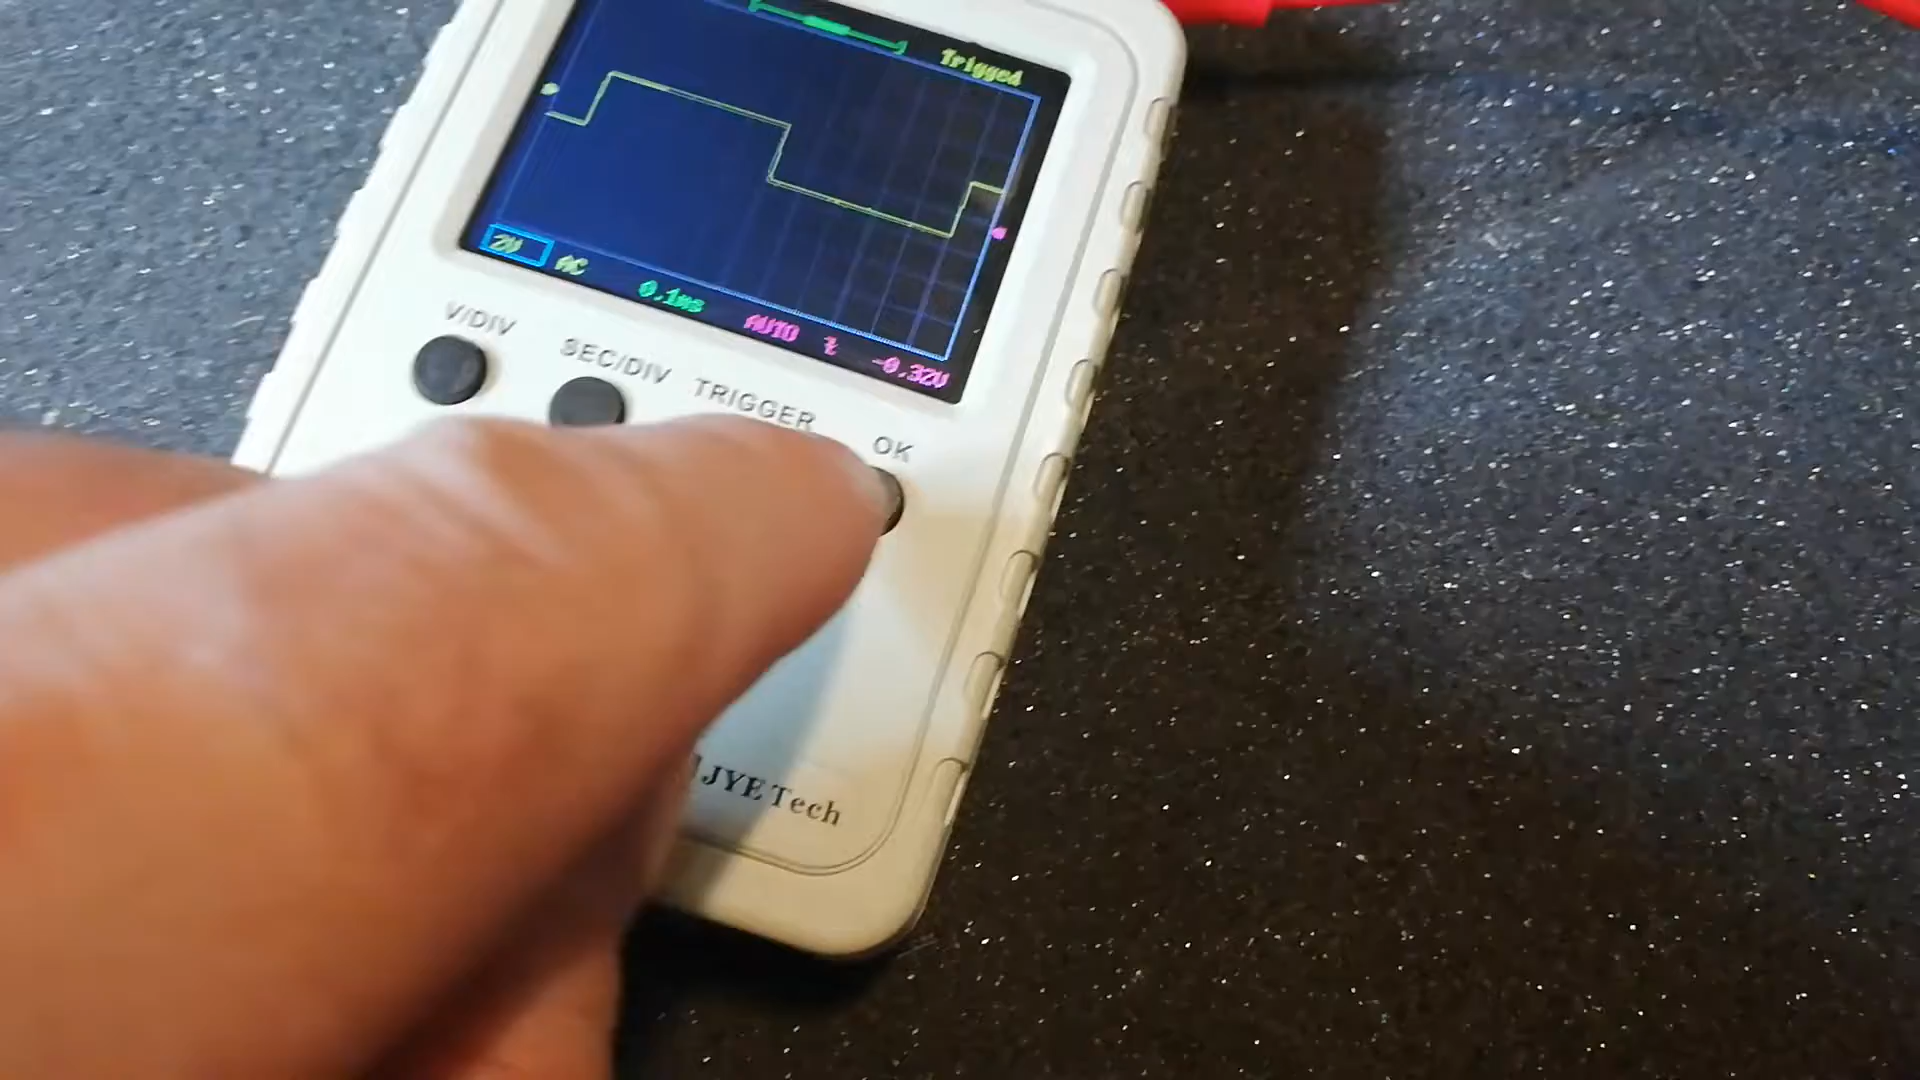 Trigged
2V AC 0.1ms AUTO -0.32V
V/DIV SEC/DIV TRIGGER OK
JYE Tech